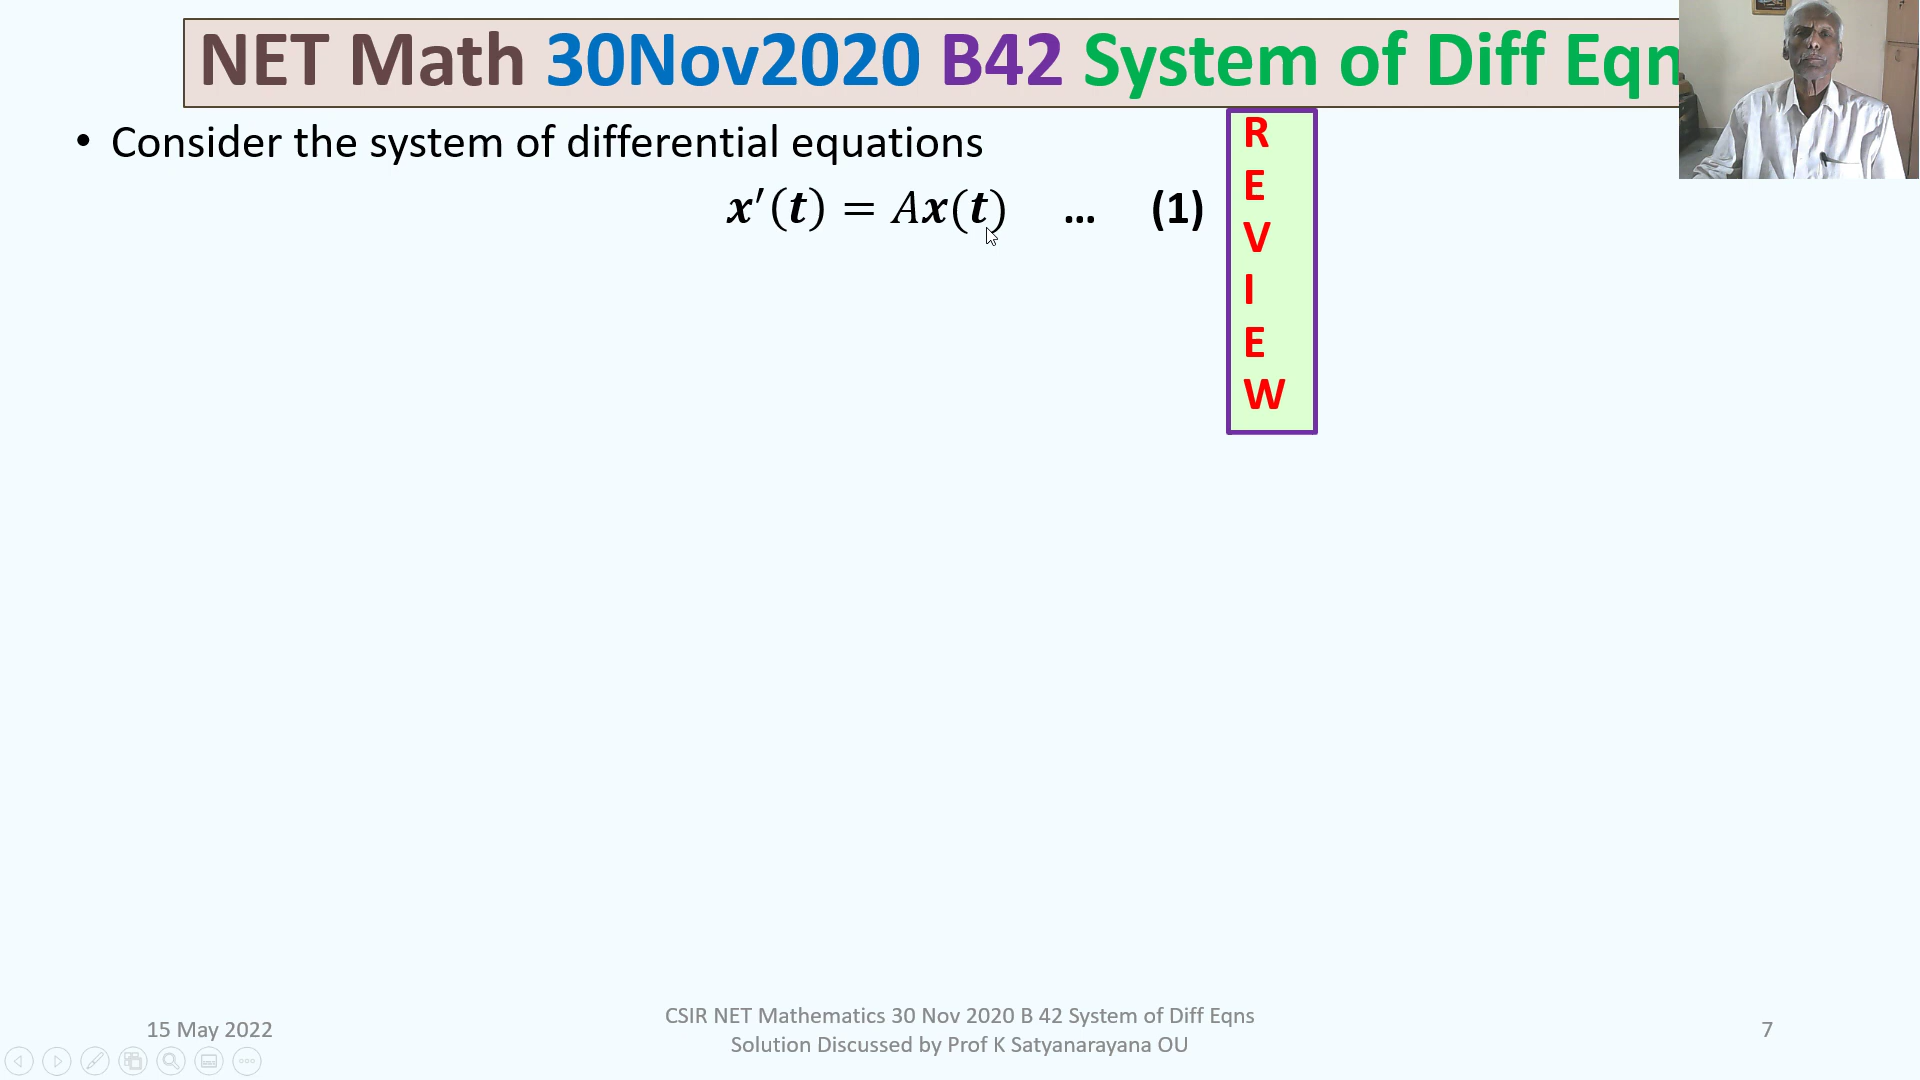 NET Math 30Nov2020 B42 System of Diff Eqn
• Consider the system of differential equations
𝒙′(𝒕) = 𝐴𝒙(𝒕) … (1)
R
E
V
I
E
W
15 May 2022
CSIR NET Mathematics 30 Nov 2020 B 42 System of Diff Eqns
Solution Discussed by Prof K Satyanarayana OU
7